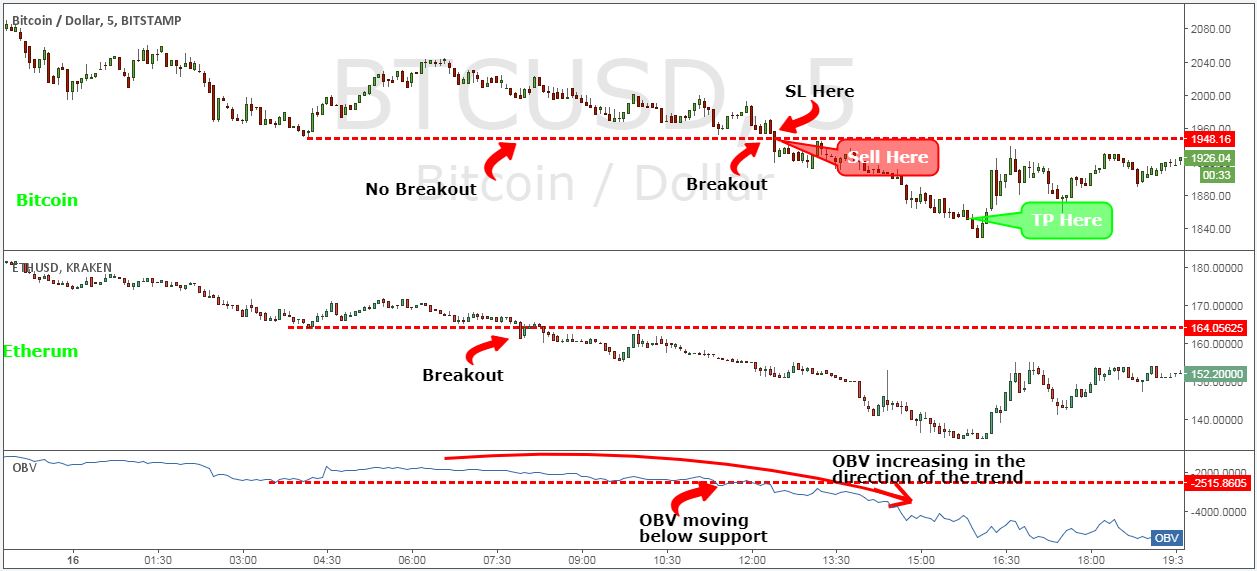 Bitcoin / Dollar, 5, BITSTAMP
BTCUSD, 5
Bitcoin / Dollar
2080.00
2040.00
2000.00
1960.00
1948.16
1926.04
00:33
1880.00
1840.00
SL Here
Sell Here
No Breakout
Breakout
Bitcoin
TP Here
ETHUSD, KRAKEN
180.00000
170.00000
164.05625
160.00000
152.20000
150.00000
140.00000
Etherum
Breakout
OBV
OBV increasing in the
direction of the trend
-2000.0000
-2515.8605
-4000.0000
OBV moving
below support
OBV
16 01:30 03:00 04:30 06:00 07:30 09:00 10:30 12:00 13:30 15:00 16:30 18:00 19:3